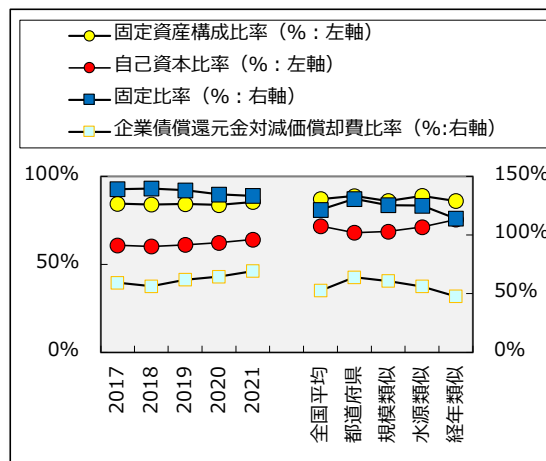 固定資産構成比率（%：左軸）
自己資本比率（%：左軸）
固定比率（%：右軸）
企業債償還元金対減価償却費比率（%:右軸）
100%
50%
0%
150%
100%
50%
0%
2017
2018
2019
2020
2021
全国平均
都道府県
規模類似
水源類似
経年類似